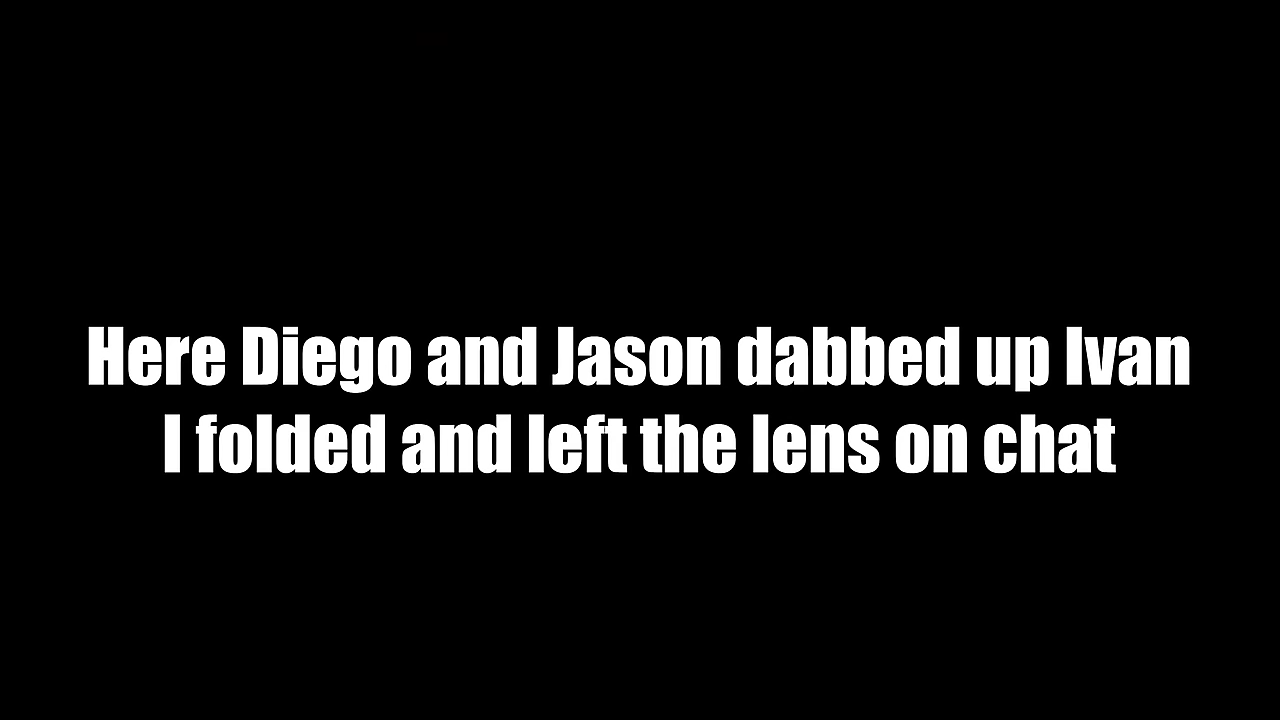 Here Diego and Jason dabbed up Ivan
I folded and left the lens on chat